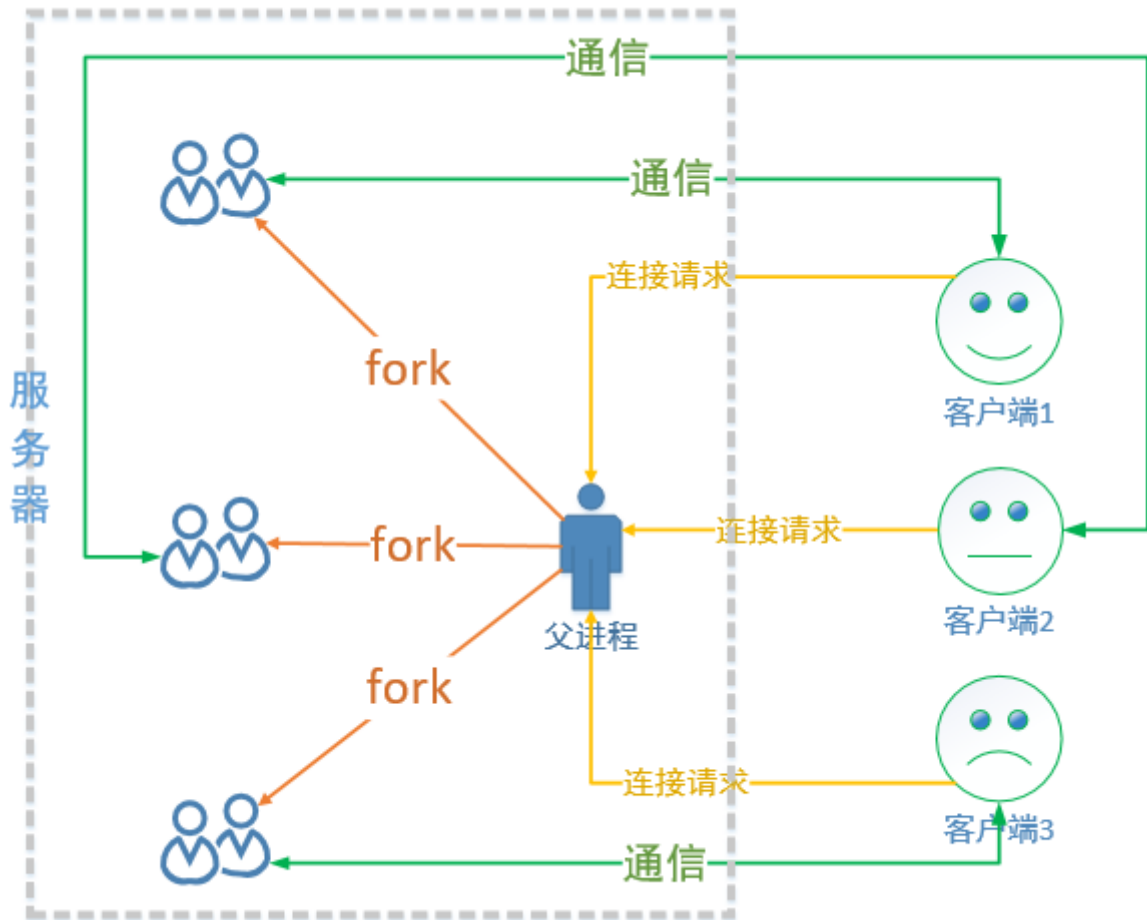 通信
通信
连接请求
fork
服务器
客户端1
连接请求
fork
客户端2
父进程
fork
连接请求
客户端3
通信